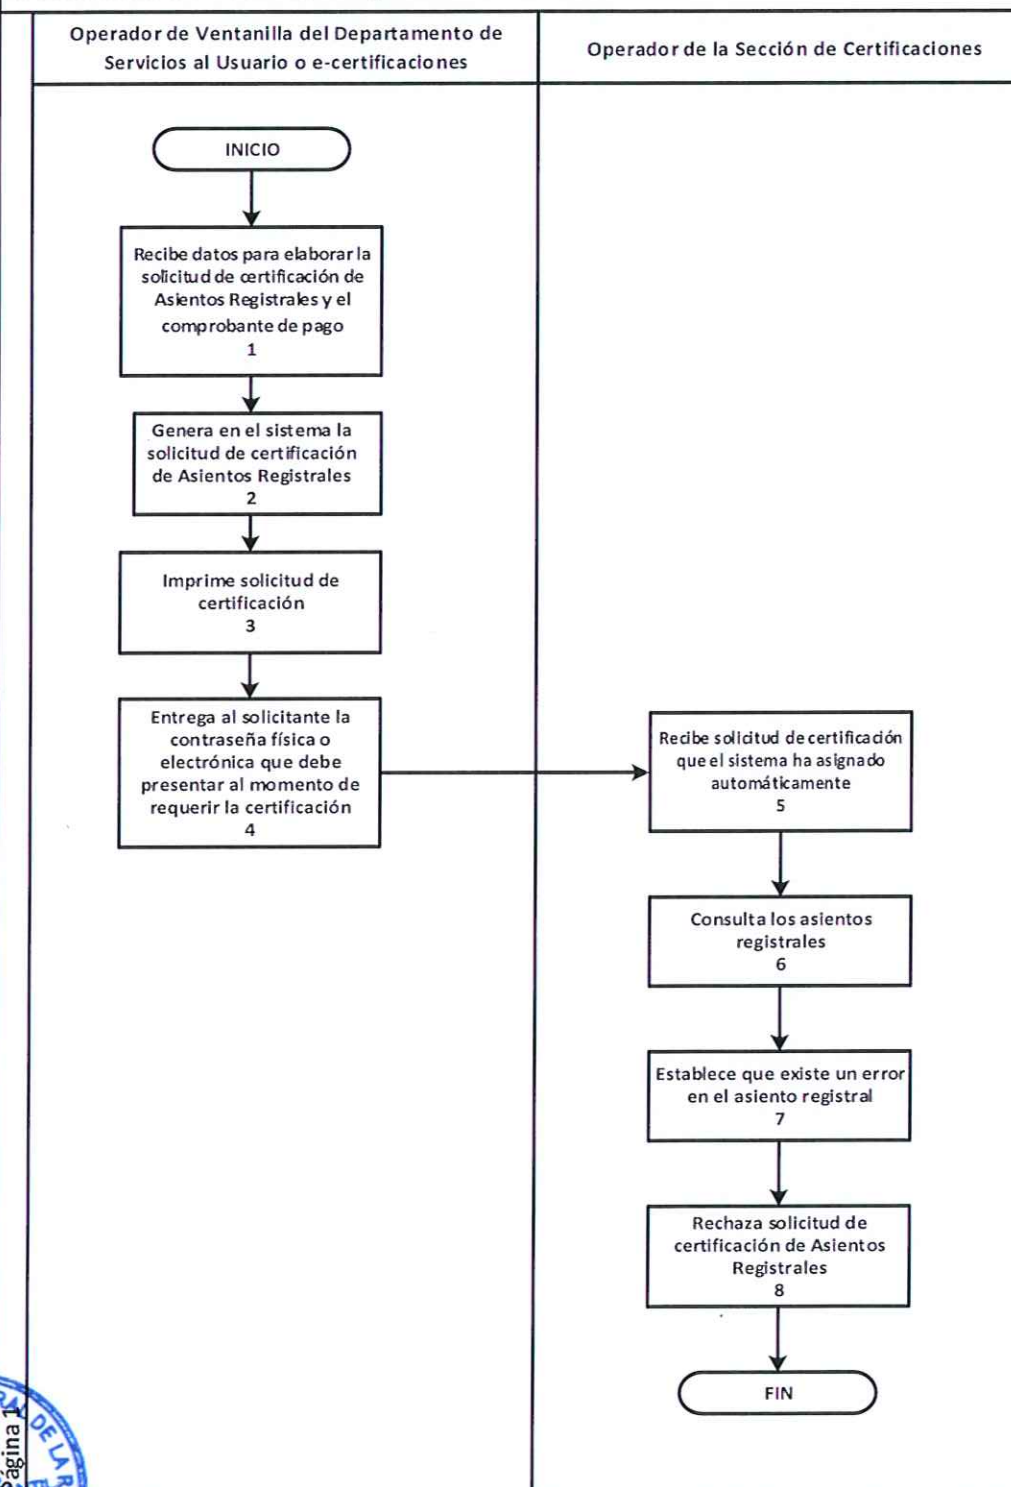 Operador de Ventanilla del Departamento de
Servicios al Usuario o e-certificaciones
Operador de la Sección de Certificaciones
INICIO
Recibe datos para elaborar la
solicitud de certificación de
Asientos Registrales y el
comprobante de pago
1
Genera en el sistema la
solicitud de certificación
de Asientos Registrales
2
Imprime solicitud de
certificación
3
Entrega al solicitante la
contraseña física o
electrónica que debe
presentar al momento de
requerir la certificación
4
Recibe solicitud de certificación
que el sistema ha asignado
automáticamente
5
Consulta los asientos
registrales
6
Establece que existe un error
en el asiento registral
7
Rechaza solicitud de
certificación de Asientos
Registrales
8
FIN
Página 1
DE LA